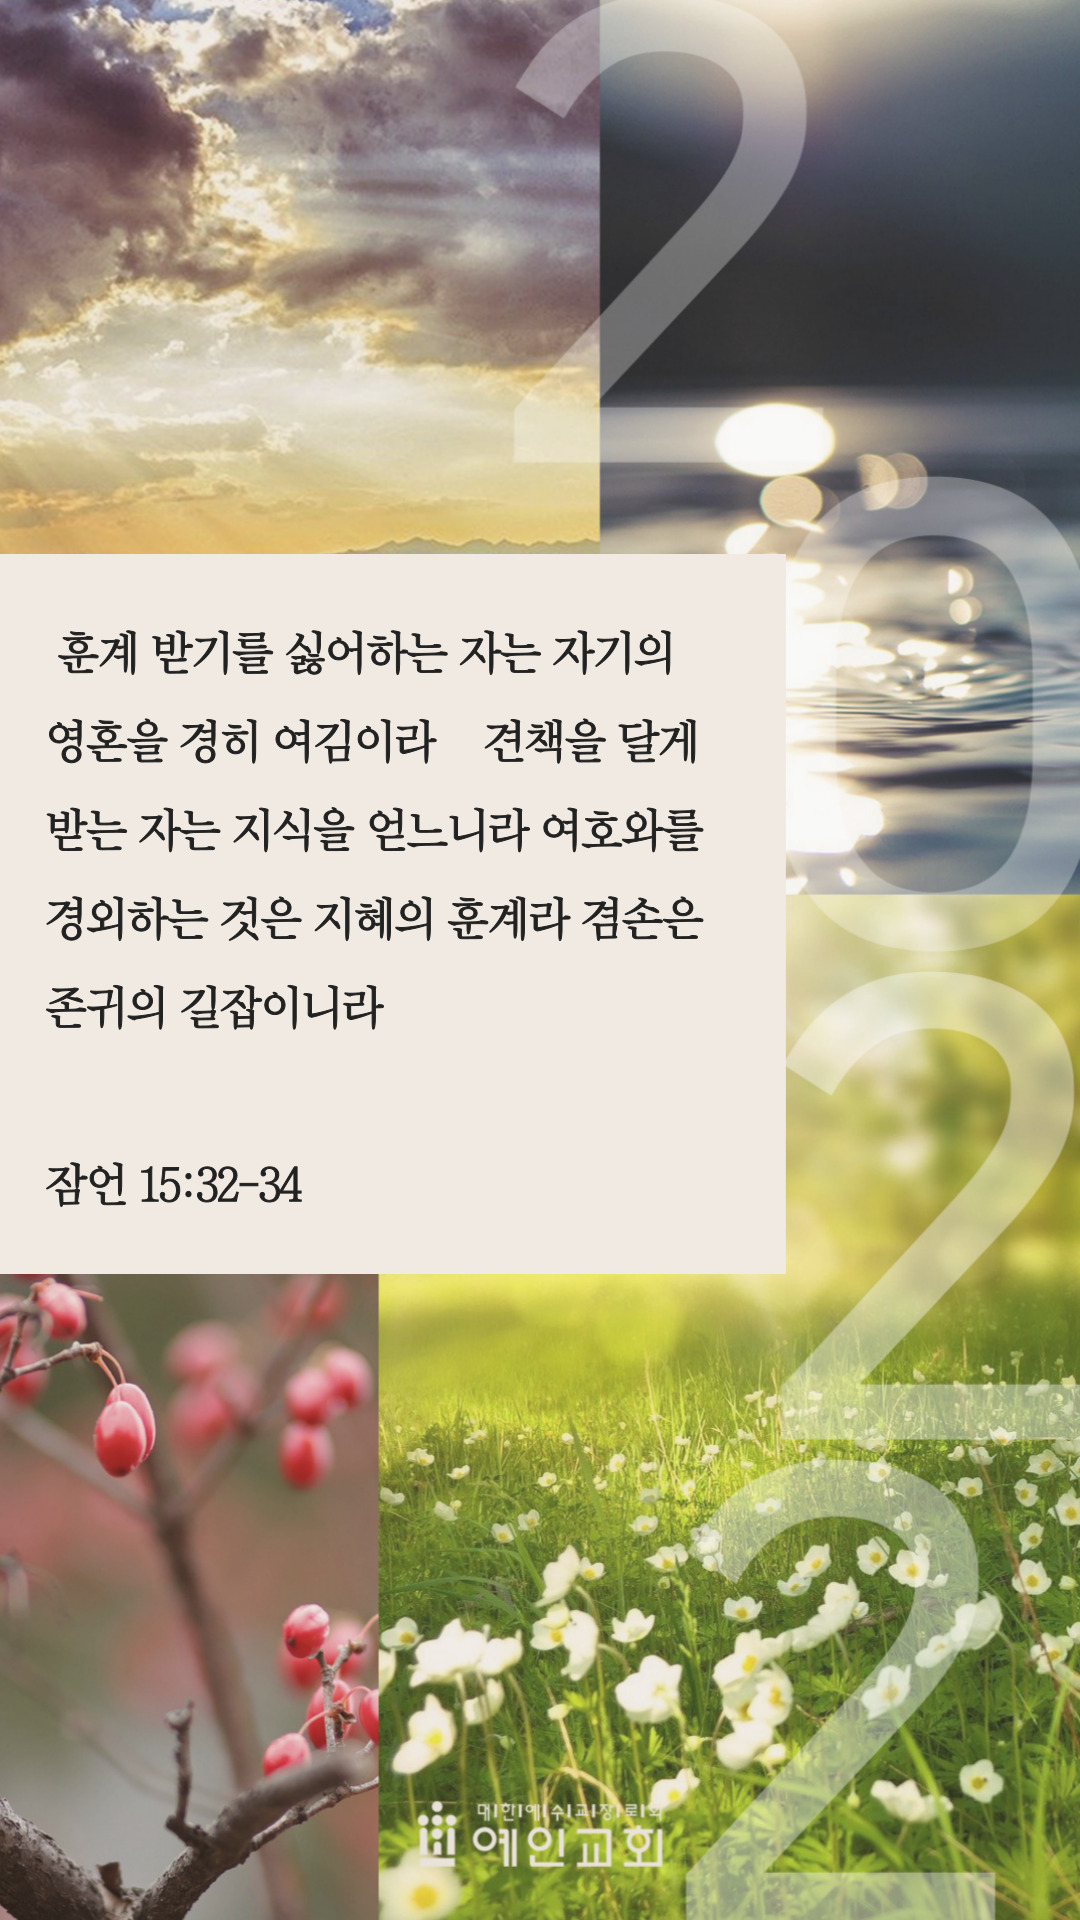 2
0
2
2
훈계 받기를 싫어하는 자는 자기의
영혼을 경히 여김이라 견책을 달게
받는 자는 지식을 얻느니라 여호와를
경외하는 것은 지혜의 훈계라 겸손은
존귀의 길잡이니라
잠언 15:32-34
대한예수교장로회
예인교회